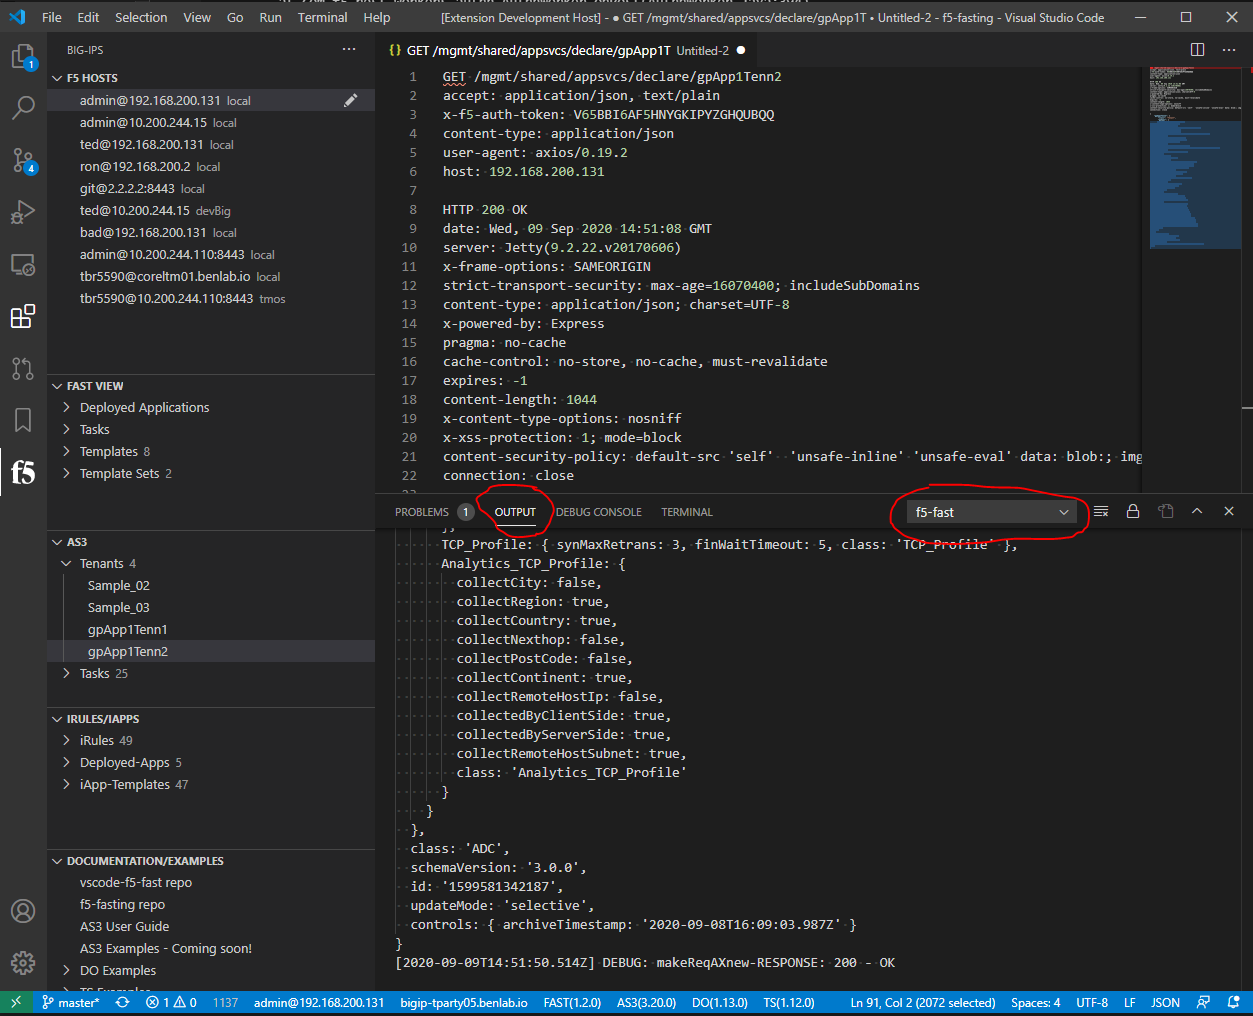 File Edit Selection View Go Run Terminal Help [Extension Development Host] - ● GET /mgmt/shared/appsvcs/declare/gpApp1T • Untitled-2 - f5-fasting - Visual Studio Code
BIG-IPS
F5 HOSTS
admin@192.168.200.131 local
admin@10.200.244.15 local
ted@192.168.200.131 local
ron@192.168.200.2 local
git@2.2.2.2:8443 local
ted@10.200.244.15 devBig
bad@192.168.200.131 local
admin@10.200.244.110:8443 local
tbr5590@coreltm01.benlab.io local
tbr5590@10.200.244.110:8443 tmos
FAST VIEW
Deployed Applications
Tasks
Templates 8
Template Sets 2
AS3
Tenants 4
Sample_02
Sample_03
gpApp1Tenn1
gpApp1Tenn2
Tasks 25
IRULES/IAPPS
iRules 49
Deployed-Apps 5
iApp-Templates 47
DOCUMENTATION/EXAMPLES
vscode-f5-fast repo
f5-fasting repo
AS3 User Guide
AS3 Examples - Coming soon!
DO Examples
1
4
f5
{} GET /mgmt/shared/appsvcs/declare/gpApp1T Untitled-2 ●
1 GET /mgmt/shared/appsvcs/declare/gpApp1Tenn2
2 accept: application/json, text/plain
3 x-f5-auth-token: V65BBI6AF5HNYGKIPYZGHQUBQQ
4 content-type: application/json
5 user-agent: axios/0.19.2
6 host: 192.168.200.131
7
8 HTTP 200 OK
9 date: Wed, 09 Sep 2020 14:51:08 GMT
10 server: Jetty(9.2.22.v20170606)
11 x-frame-options: SAMEORIGIN
12 strict-transport-security: max-age=16070400; includeSubDomains
13 content-type: application/json; charset=UTF-8
14 x-powered-by: Express
15 pragma: no-cache
16 cache-control: no-store, no-cache, must-revalidate
17 expires: -1
18 content-length: 1044
19 x-content-type-options: nosniff
20 x-xss-protection: 1; mode=block
21 content-security-policy: default-src 'self'  'unsafe-inline' 'unsafe-eval' data: blob:; img
22 connection: close
PROBLEMS 1 OUTPUT DEBUG CONSOLE TERMINAL f5-fast
TCP_Profile: { synMaxRetrans: 3, finWaitTimeout: 5, class: 'TCP_Profile' },
Analytics_TCP_Profile: {
collectCity: false,
collectRegion: true,
collectCountry: true,
collectNexthop: false,
collectPostCode: false,
collectContinent: true,
collectRemoteHostIp: false,
collectedByClientSide: true,
collectedByServerSide: true,
collectRemoteHostSubnet: true,
class: 'Analytics_TCP_Profile'
}
}
},
class: 'ADC',
schemaVersion: '3.0.0',
id: '1599581342187',
updateMode: 'selective',
controls: { archiveTimestamp: '2020-09-08T16:09:03.987Z' }
}
[2020-09-09T14:51:50.514Z] DEBUG: makeReqAXnew-RESPONSE: 200 - OK
master* 1 0 1137 admin@192.168.200.131 bigip-tparty05.benlab.io FAST(1.2.0) AS3(3.20.0) DO(1.13.0) TS(1.12.0) Ln 91, Col 2 (2072 selected) Spaces: 4 UTF-8 LF JSON